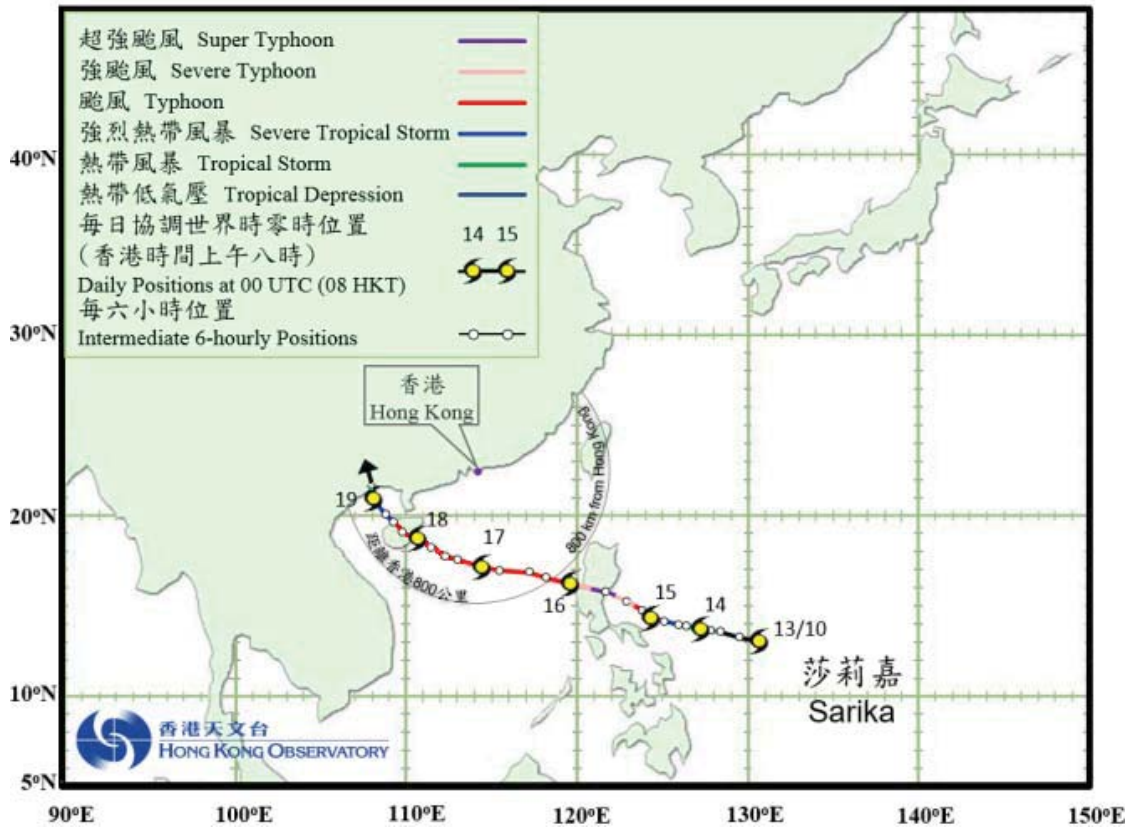 超強颱風 Super Typhoon
強颱風 Severe Typhoon
颱風 Typhoon
強烈熱帶風暴 Severe Tropical Storm
熱帶風暴 Tropical Storm
熱帶低氣壓 Tropical Depression
每日協調世界時零時位置
(香港時間上午八時)
Daily Positions at 00 UTC (08 HKT)
14 15
每六小時位置
Intermediate 6-hourly Positions
40°N
30°N
20°N
10°N
5°N
香港
Hong Kong
800 km from Hong Kong
距離香港800公里
19
18
17
16
15
14
13/10
莎莉嘉
Sarika
香港天文台
HONG KONG OBSERVATORY
90°E
100°E
110°E
120°E
130°E
140°E
150°E